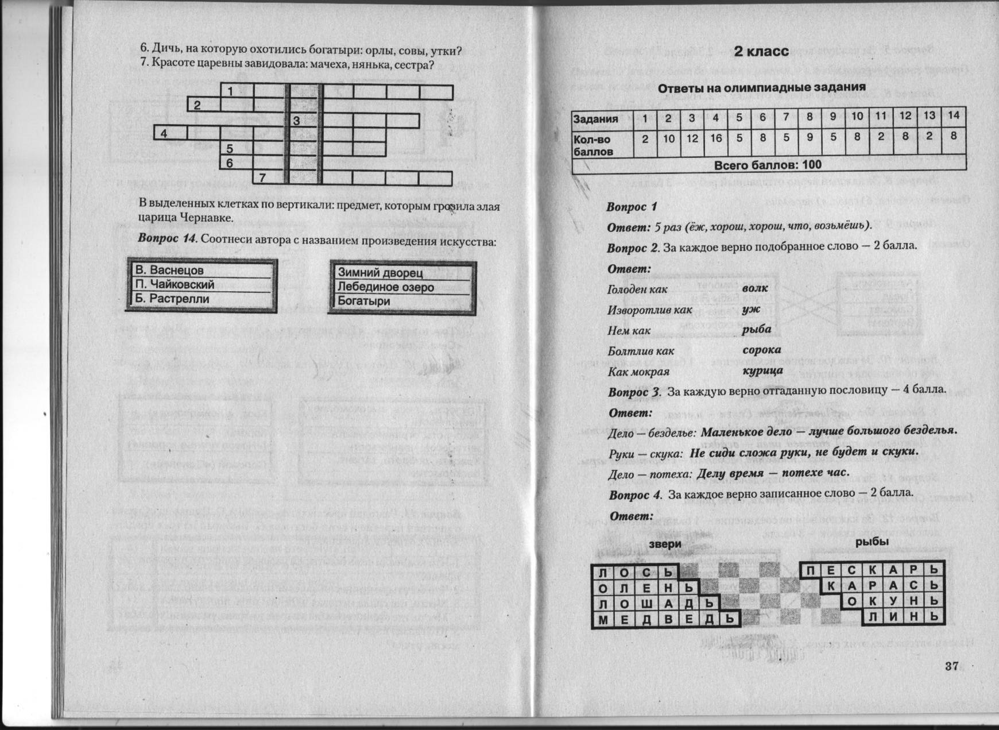 6. Дичь, на которую охотились богатыри: орлы, совы, утки?
7. Красоте царевны завидовала: мачеха, нянька, сестра?
1
2
3
4
5
6
7
В выделенных клетках по вертикали: предмет, которым грозила злая
царица Чернавке.
Вопрос 14. Соотнеси автора с названием произведения искусства:
В. Васнецов
П. Чайковский
Б. Растрелли
Зимний дворец
Лебединое озеро
Богатыри
2 класс
Ответы на олимпиадные задания
Задания 1 2 3 4 5 6 7 8 9 10 11 12 13 14
Кол-во баллов 2 10 12 16 5 8 5 9 5 8 2 8 2 8
Всего баллов: 100
Вопрос 1
Ответ: 5 раз (ёж, хорош, хорош, что, возьмёшь).
Вопрос 2. За каждое верно подобранное слово — 2 балла.
Ответ:
Голоден как волк
Изворотлив как уж
Нем как рыба
Болтлив как сорока
Как мокрая курица
Вопрос 3. За каждую верно отгаданную пословицу — 4 балла.
Ответ:
Дело — безделье: Маленькое дело — лучше большого безделья.
Руки — скука: Не сиди сложа руки, не будет и скуки.
Дело — потеха: Делу время — потехе час.
Вопрос 4. За каждое верно записанное слово — 2 балла.
Ответ:
звери
ЛОСЬ
ОЛЕНЬ
ЛОШАДЬ
МЕДВЕДЬ
рыбы
ПЕСКАРЬ
КАРАСЬ
ОКУНЬ
ЛИНЬ
37